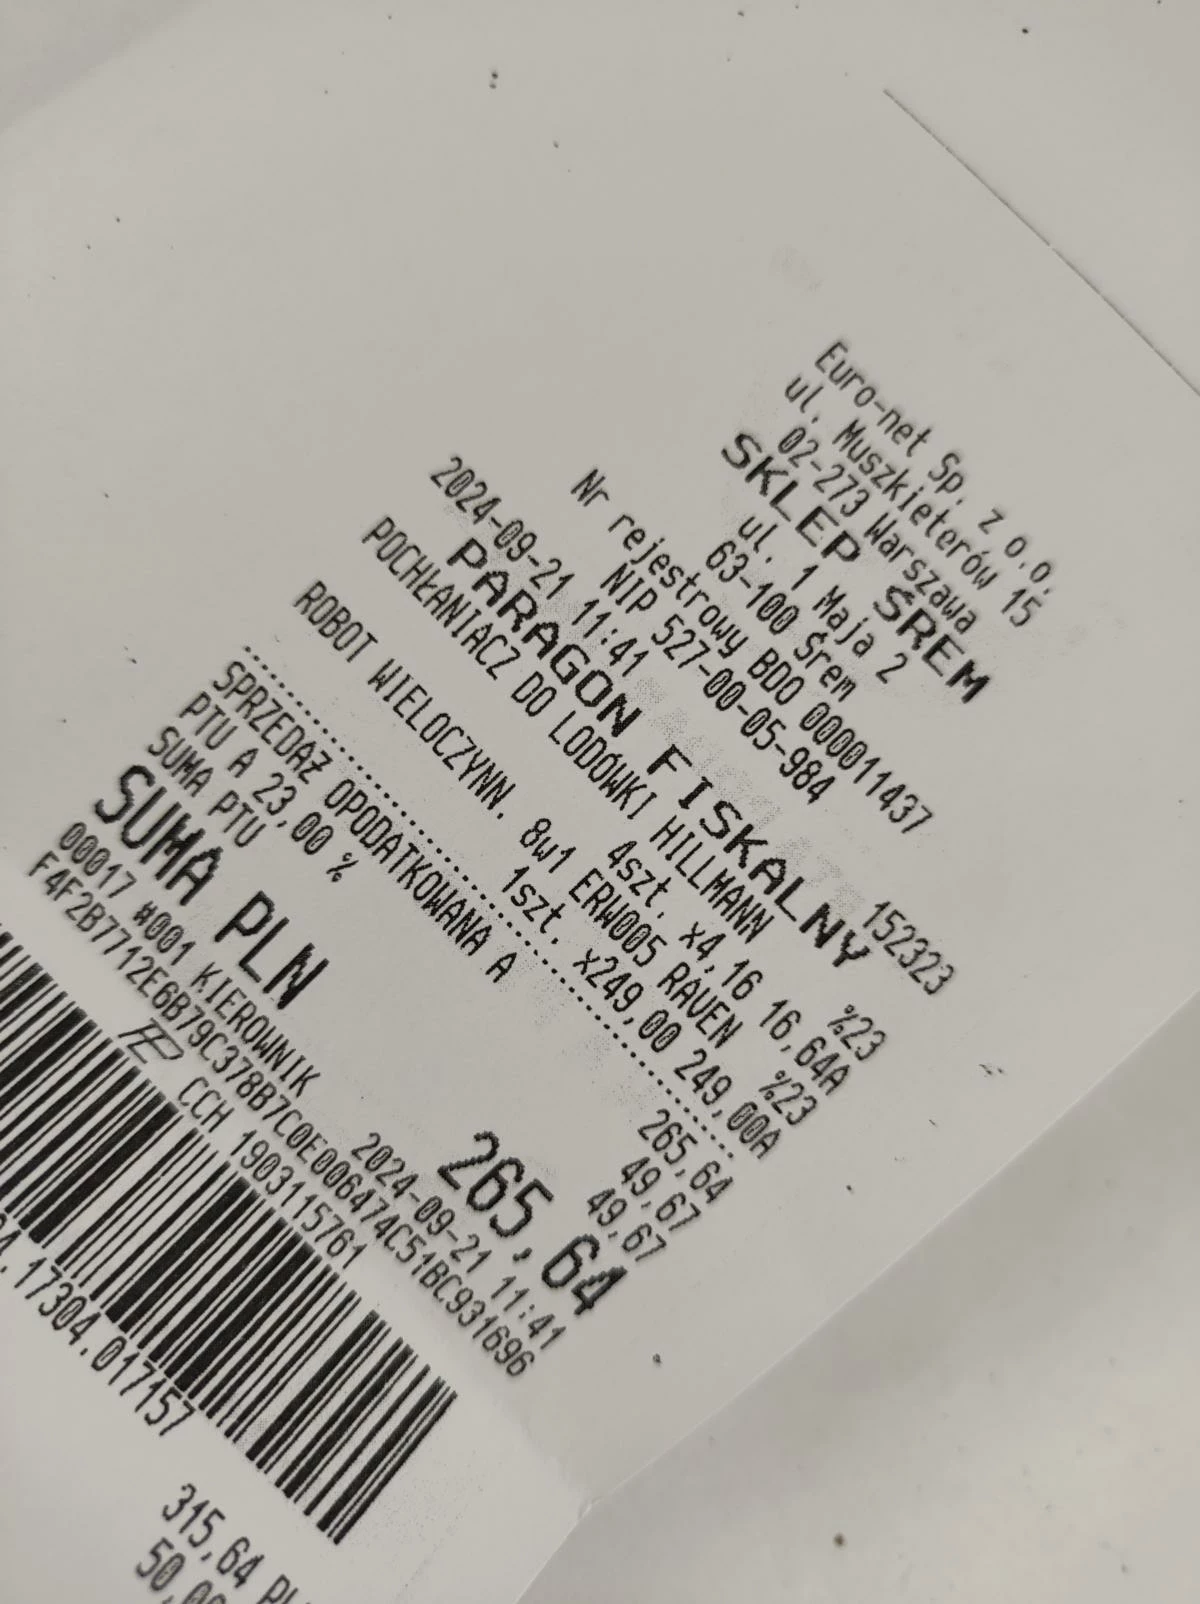 Euro-net Sp. z o.o.
ul. Muszkieterów 15
02-273 Warszawa
SKLEP ŚREM
ul. 1 Maja 2
63-100 Śrem
Nr rejestrowy BDO 000011437
NIP 527-00-05-984
2024-09-21 11:41 152323
PARAGON FISKALNY
POCHŁANIACZ DO LODÓWKI HILLMANN %23
4szt. x4,16 16,64A
ROBOT WIELOCZYNN. 8w1 ERW005 RAVEN %23
1szt. x249,00 249,00A
SPRZEDAŻ OPODATKOWANA A 265,64
PTU A 23,00 % 49,67
SUMA PTU 49,67
SUMA PLN 265,64
00017 #001 KIEROWNIK 2024-09-21 11:41
F4F2B7712E6B79C378B7C0E006474C51BC931696
CCH 1903115761
4.17304.017157
315,64